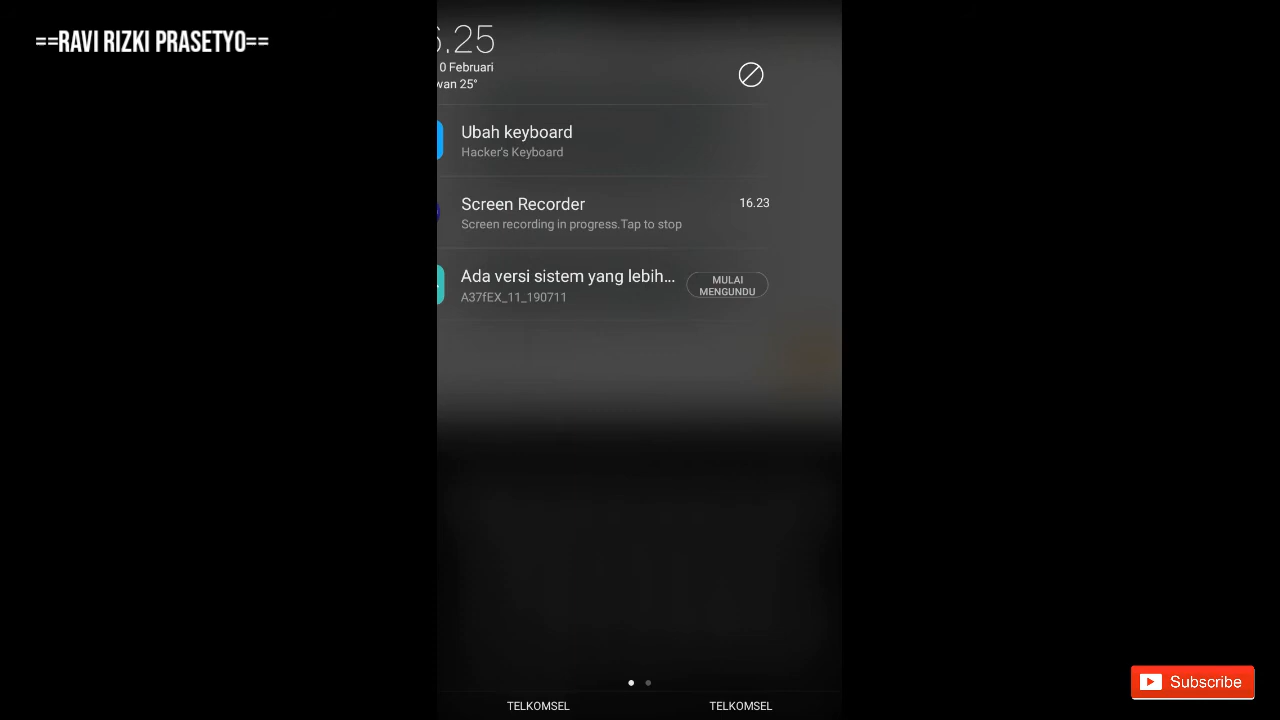 ==RAVI RIZKI PRASETYO==
6.25
0 Februari
wan 25°
Ubah keyboard
Hacker's Keyboard
Screen Recorder
16.23
Screen recording in progress.Tap to stop
Ada versi sistem yang lebih...
MULAI
MENGUNDU
A37fEX_11_190711
TELKOMSEL
TELKOMSEL
Subscribe